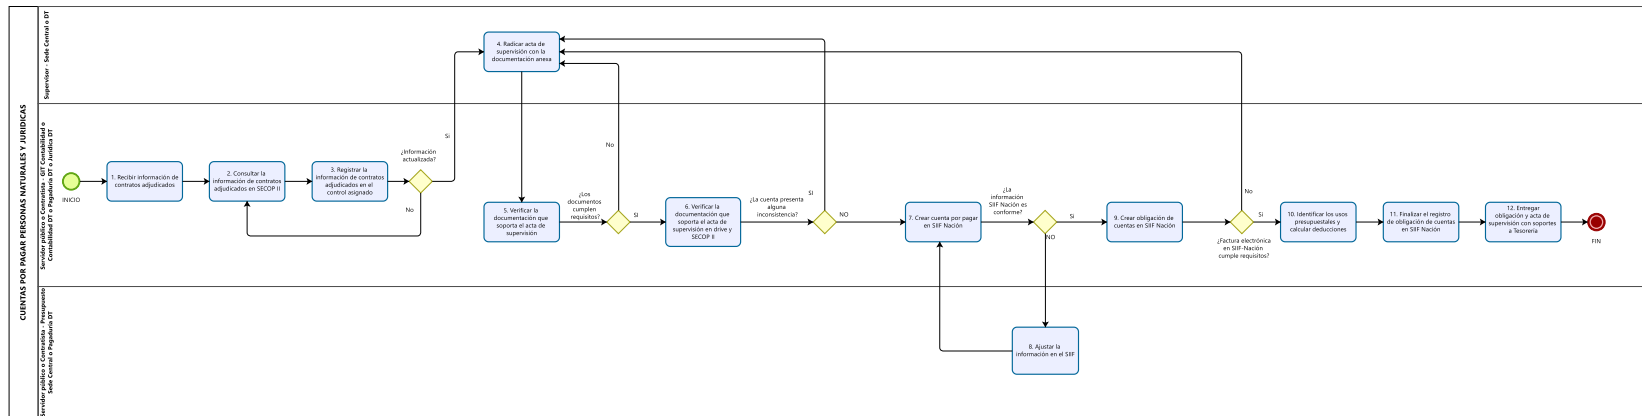 CUENTAS POR PAGAR PERSONAS NATURALES Y JURIDICAS
Supervisor - Sede Central o DT
4. Radicar acta de
supervisión con la
documentación anexa
Servidor público o Contratista - GIT Contabilidad o
Contabilidad DT o Pagaduria DT o Juridica DT
INICIO
1. Recibir información de
contratos adjudicados
2. Consultar la
información de contratos
adjudicados en SECOP II
3. Registrar la
información de contratos
adjudicados en el
control asignado
¿Información
actualizada?
Si
No
5. Verificar la
documentación que
soporta el acta de
supervisión
¿Los
documentos
cumplen
requisitos?
No
SI
6. Verificar la
documentación que
soportá el acta de
supervisión en drive y
SECOP II
¿La cuenta presenta
alguna
inconsistencia?
SI
NO
7. Crear cuenta por pagar
en SIIF Nación
¿La
información
SIIF Nación es
conforme?
Si
NO
9. Crear obligación de
cuentas en SIIF Nación
No
Si
¿Factura electrónica
en SIIF-Nación
cumple requisitos?
10. Identificar los usos
presupuestales y
calcular deducciones
11. Finalizar el registro
de obligación de cuentas
en SIIF Nación
12. Entregar
obligación y acta de
supervisión con soportes
a Tesoreria
FIN
Servidor público o Contratista - Presupuesto
Sede Central o Pagaduria DT
8. Ajustar la
información en el SIIF